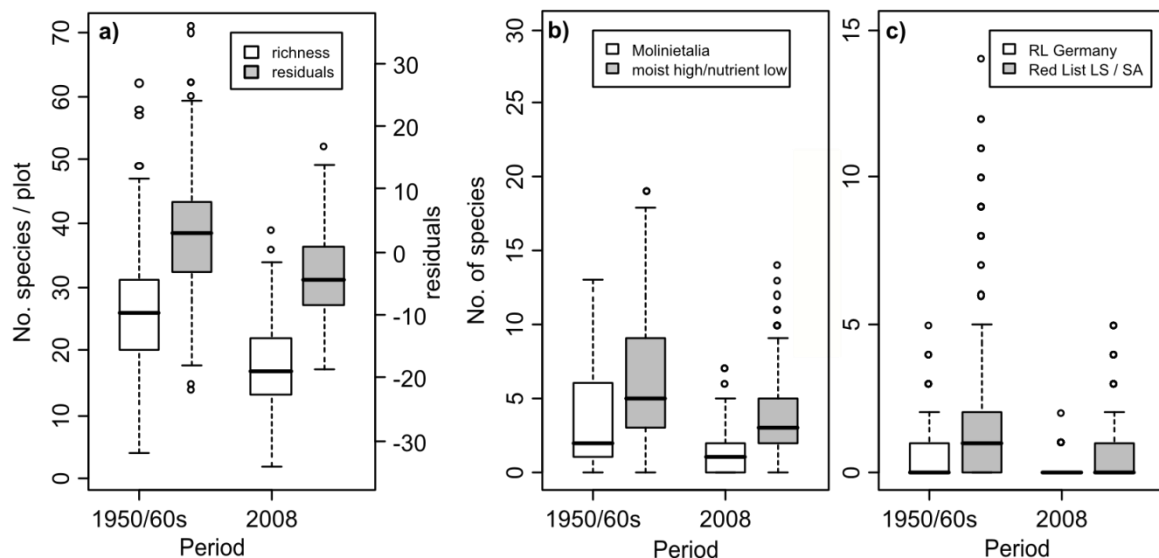 a)
richness
residuals
No. species / plot
70
60
50
40
30
20
10
0
30
20
10
0
-10
-20
-30
residuals
1950/60s 2008
Period
b)
Molinietalia
moist high/nutrient low
No. of species
30
25
20
15
10
5
0
1950/60s 2008
Period
c)
RL Germany
Red List LS / SA
15
10
5
0
1950/60s 2008
Period